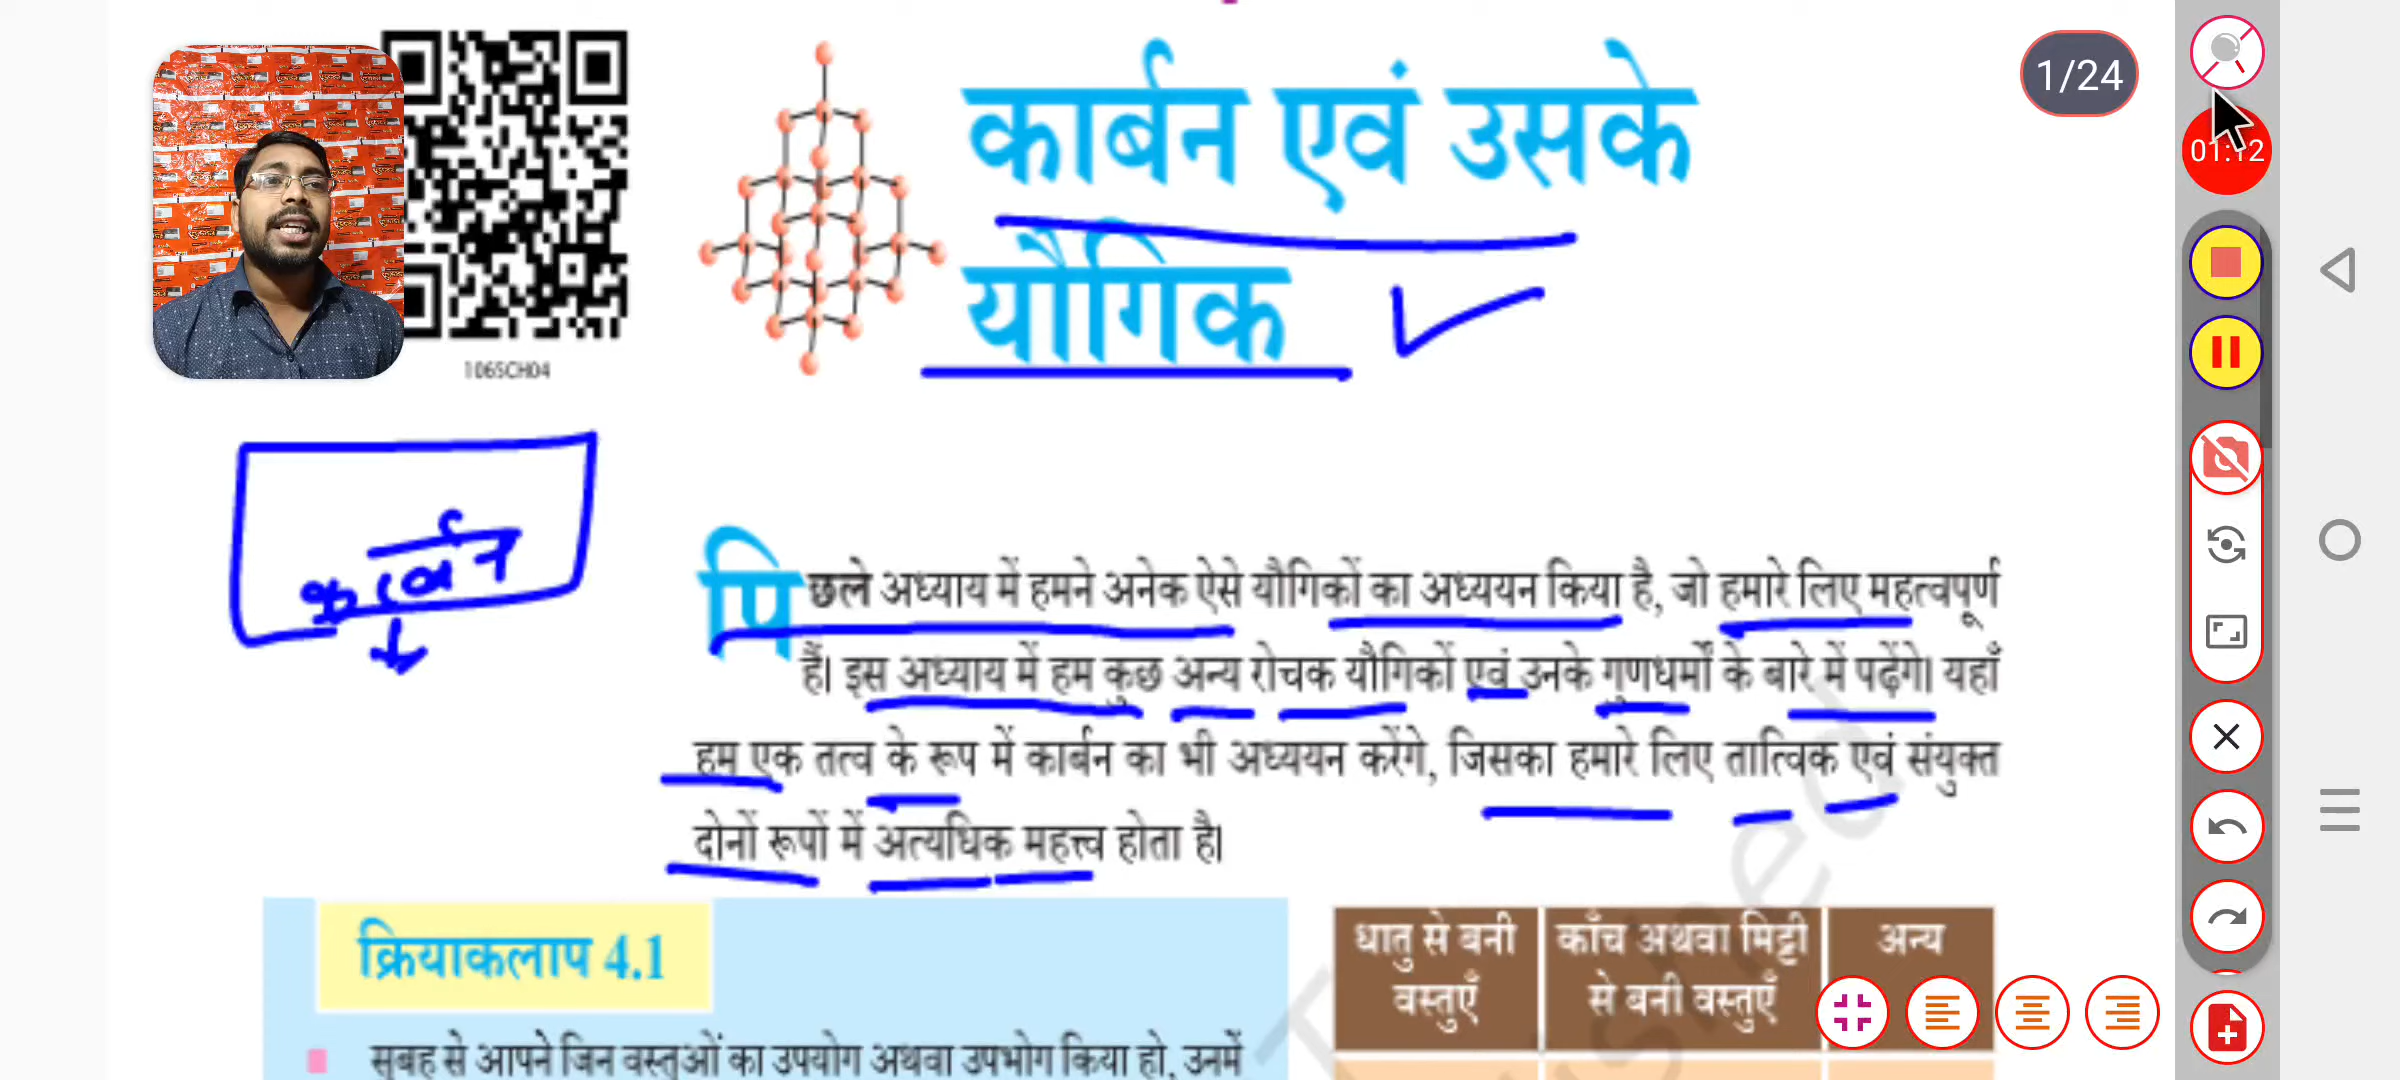 कार्बन एवं उसके
यौगिक
1/24
01:12
1065CH04
कार्बन
पिछले अध्याय में हमने अनेक ऐसे यौगिकों का अध्ययन किया है, जो हमारे लिए महत्वपूर्ण
हैं। इस अध्याय में हम कुछ अन्य रोचक यौगिकों एवं उनके गुणधर्मों के बारे में पढ़ेंगे। यहाँ
हम एक तत्व के रूप में कार्बन का भी अध्ययन करेंगे, जिसका हमारे लिए तात्विक एवं संयुक्त
दोनों रूपों में अत्यधिक महत्त्व होता है।
क्रियाकलाप 4.1
सुबह से आपने जिन वस्तुओं का उपयोग अथवा उपभोग किया हो, उनमें
धातु से बनी वस्तुएँ
काँच अथवा मिट्टी से बनी वस्तुएँ
अन्य